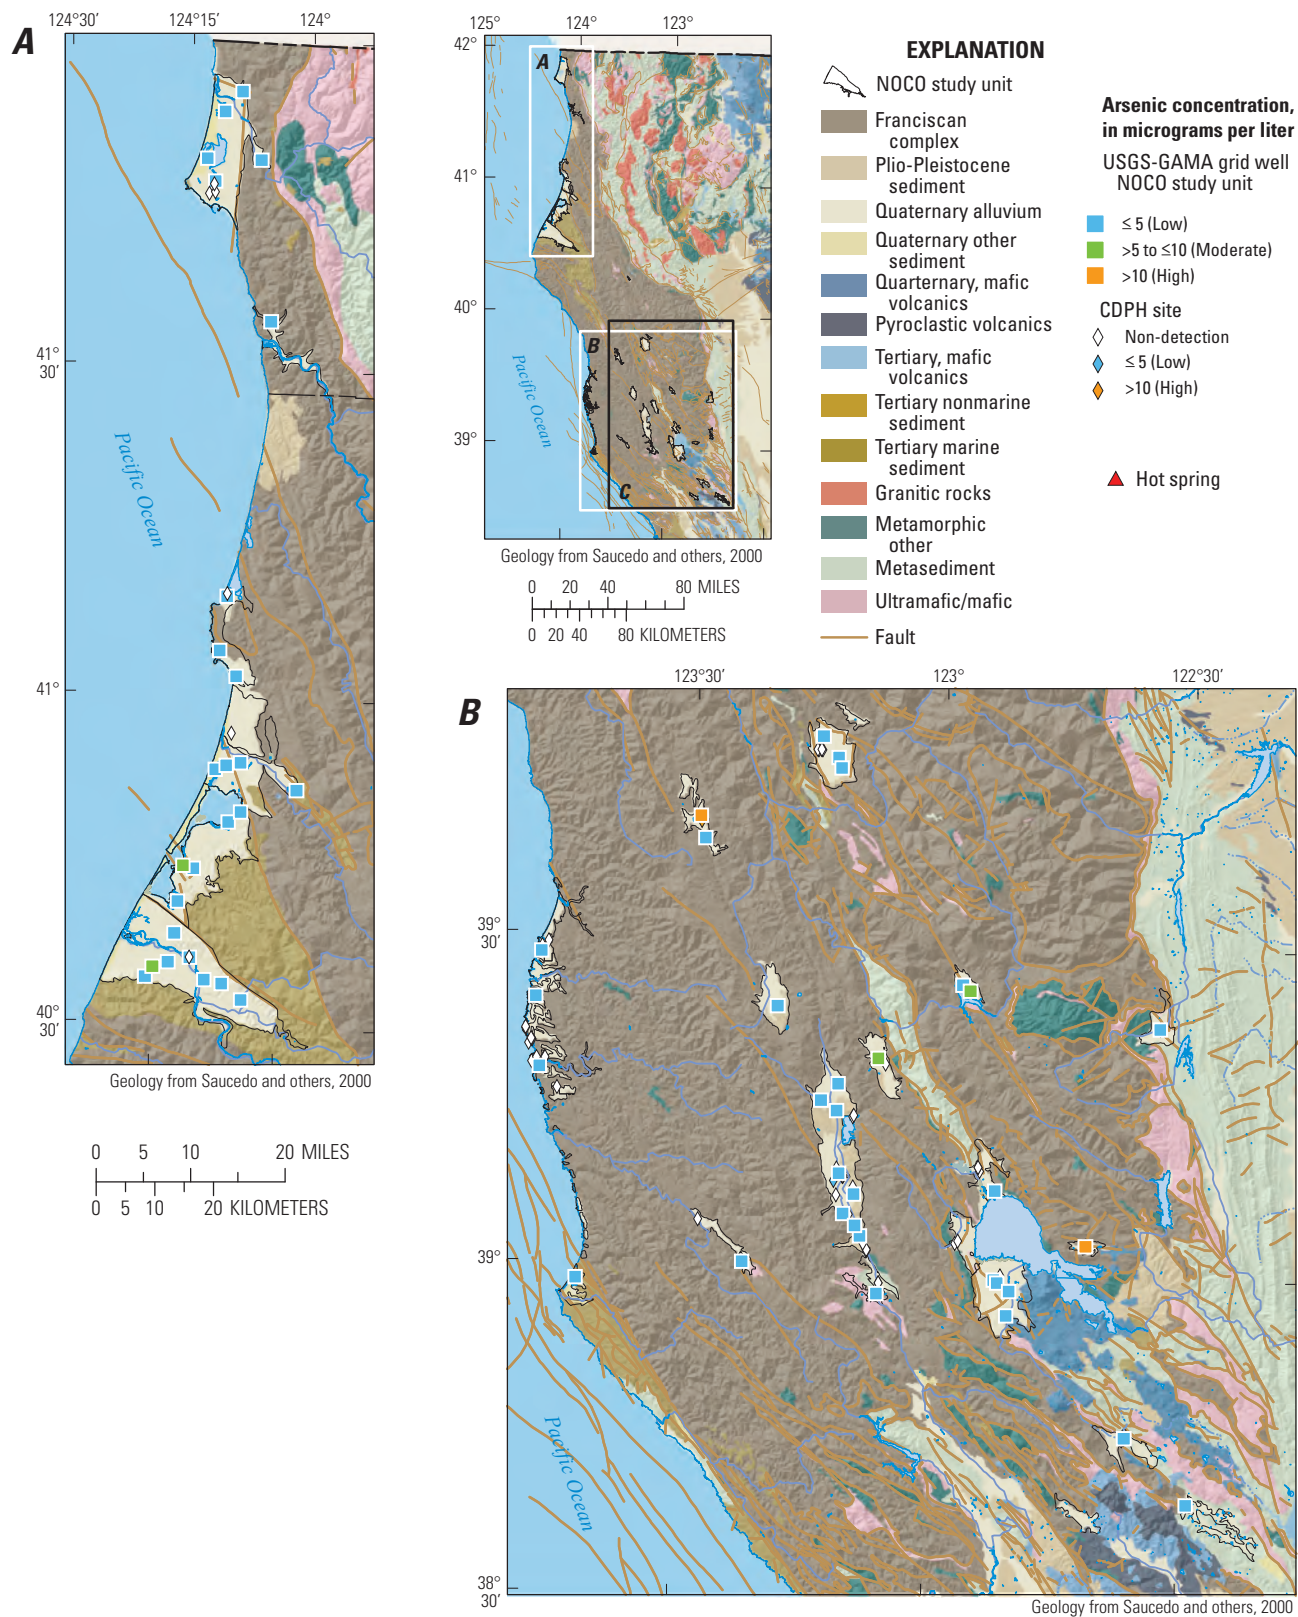 A
124°30'
124°15'
124°
41°
30'
41°
40°
30'
Pacific Ocean
Geology from Saucedo and others, 2000
0 5 10 20 MILES
0 5 10 20 KILOMETERS
125°
124°
123°
42°
41°
40°
39°
A
B
C
Pacific Ocean
Geology from Saucedo and others, 2000
0 20 40 80 MILES
0 20 40 80 KILOMETERS
EXPLANATION
NOCO study unit
Franciscan
complex
Plio-Pleistocene
sediment
Quaternary alluvium
Quaternary other
sediment
Quarternary, mafic
volcanics
Pyroclastic volcanics
Tertiary, mafic
volcanics
Tertiary nonmarine
sediment
Tertiary marine
sediment
Granitic rocks
Metamorphic
other
Metasediment
Ultramafic/mafic
Fault
Arsenic concentration,
in micrograms per liter
USGS-GAMA grid well
NOCO study unit
≤ 5 (Low)
>5 to ≤10 (Moderate)
>10 (High)
CDPH site
Non-detection
≤ 5 (Low)
>10 (High)
Hot spring
B
123°30'
123°
122°30'
39°
30'
39°
38°
30'
Pacific Ocean
Geology from Saucedo and others, 2000